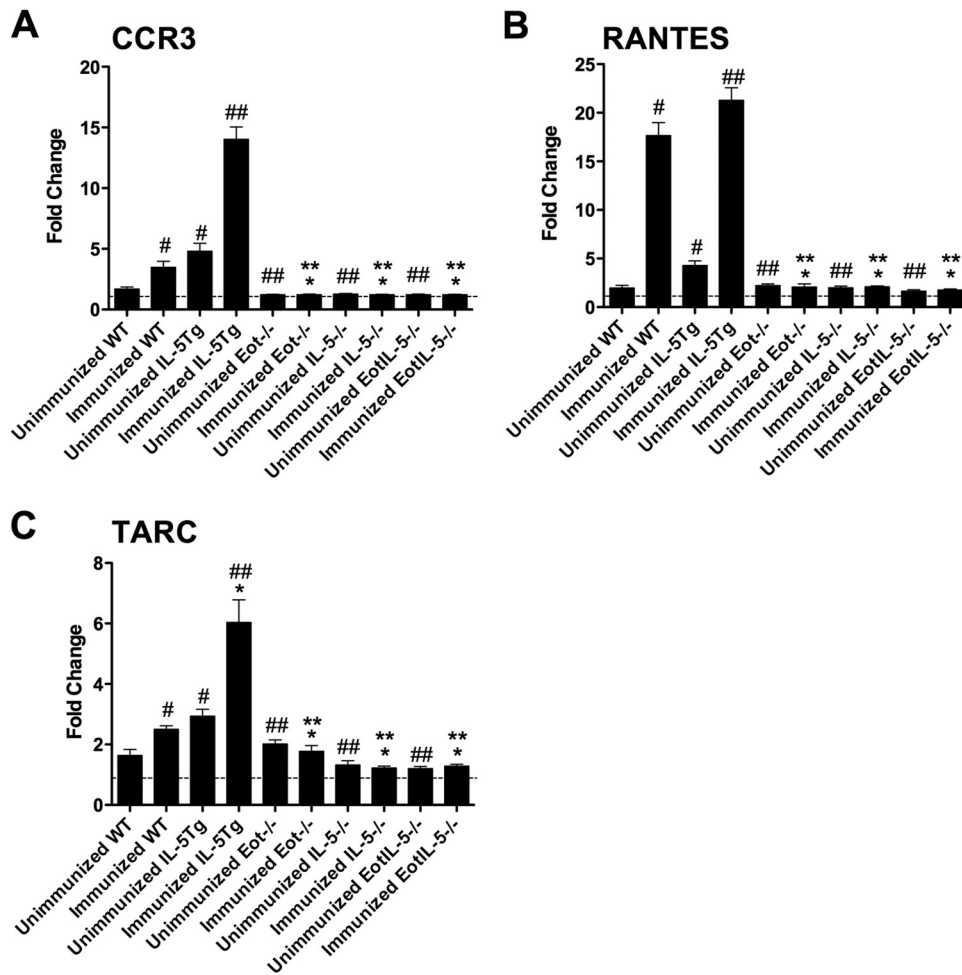 A
CCR3
Fold Change
20
15
10
5
0
#
#
##
##
**
*
##
**
*
##
**
*
Unimmunized WT
Immunized WT
Unimmunized IL-5Tg
Immunized IL-5Tg
Unimmunized Eot-/-
Immunized Eot-/-
Unimmunized IL-5-/-
Immunized IL-5-/-
Unimmunized EotIL-5-/-
Immunized EotIL-5-/-
B
RANTES
Fold Change
25
20
15
10
5
0
#
#
##
##
**
*
##
**
*
##
**
*
Unimmunized WT
Immunized WT
Unimmunized IL-5Tg
Immunized IL-5Tg
Unimmunized Eot-/-
Immunized Eot-/-
Unimmunized IL-5-/-
Immunized IL-5-/-
Unimmunized EotIL-5-/-
Immunized EotIL-5-/-
C
TARC
Fold Change
8
6
4
2
0
#
#
##
*
##
**
*
##
**
*
##
**
*
Unimmunized WT
Immunized WT
Unimmunized IL-5Tg
Immunized IL-5Tg
Unimmunized Eot-/-
Immunized Eot-/-
Unimmunized IL-5-/-
Immunized IL-5-/-
Unimmunized EotIL-5-/-
Immunized EotIL-5-/-